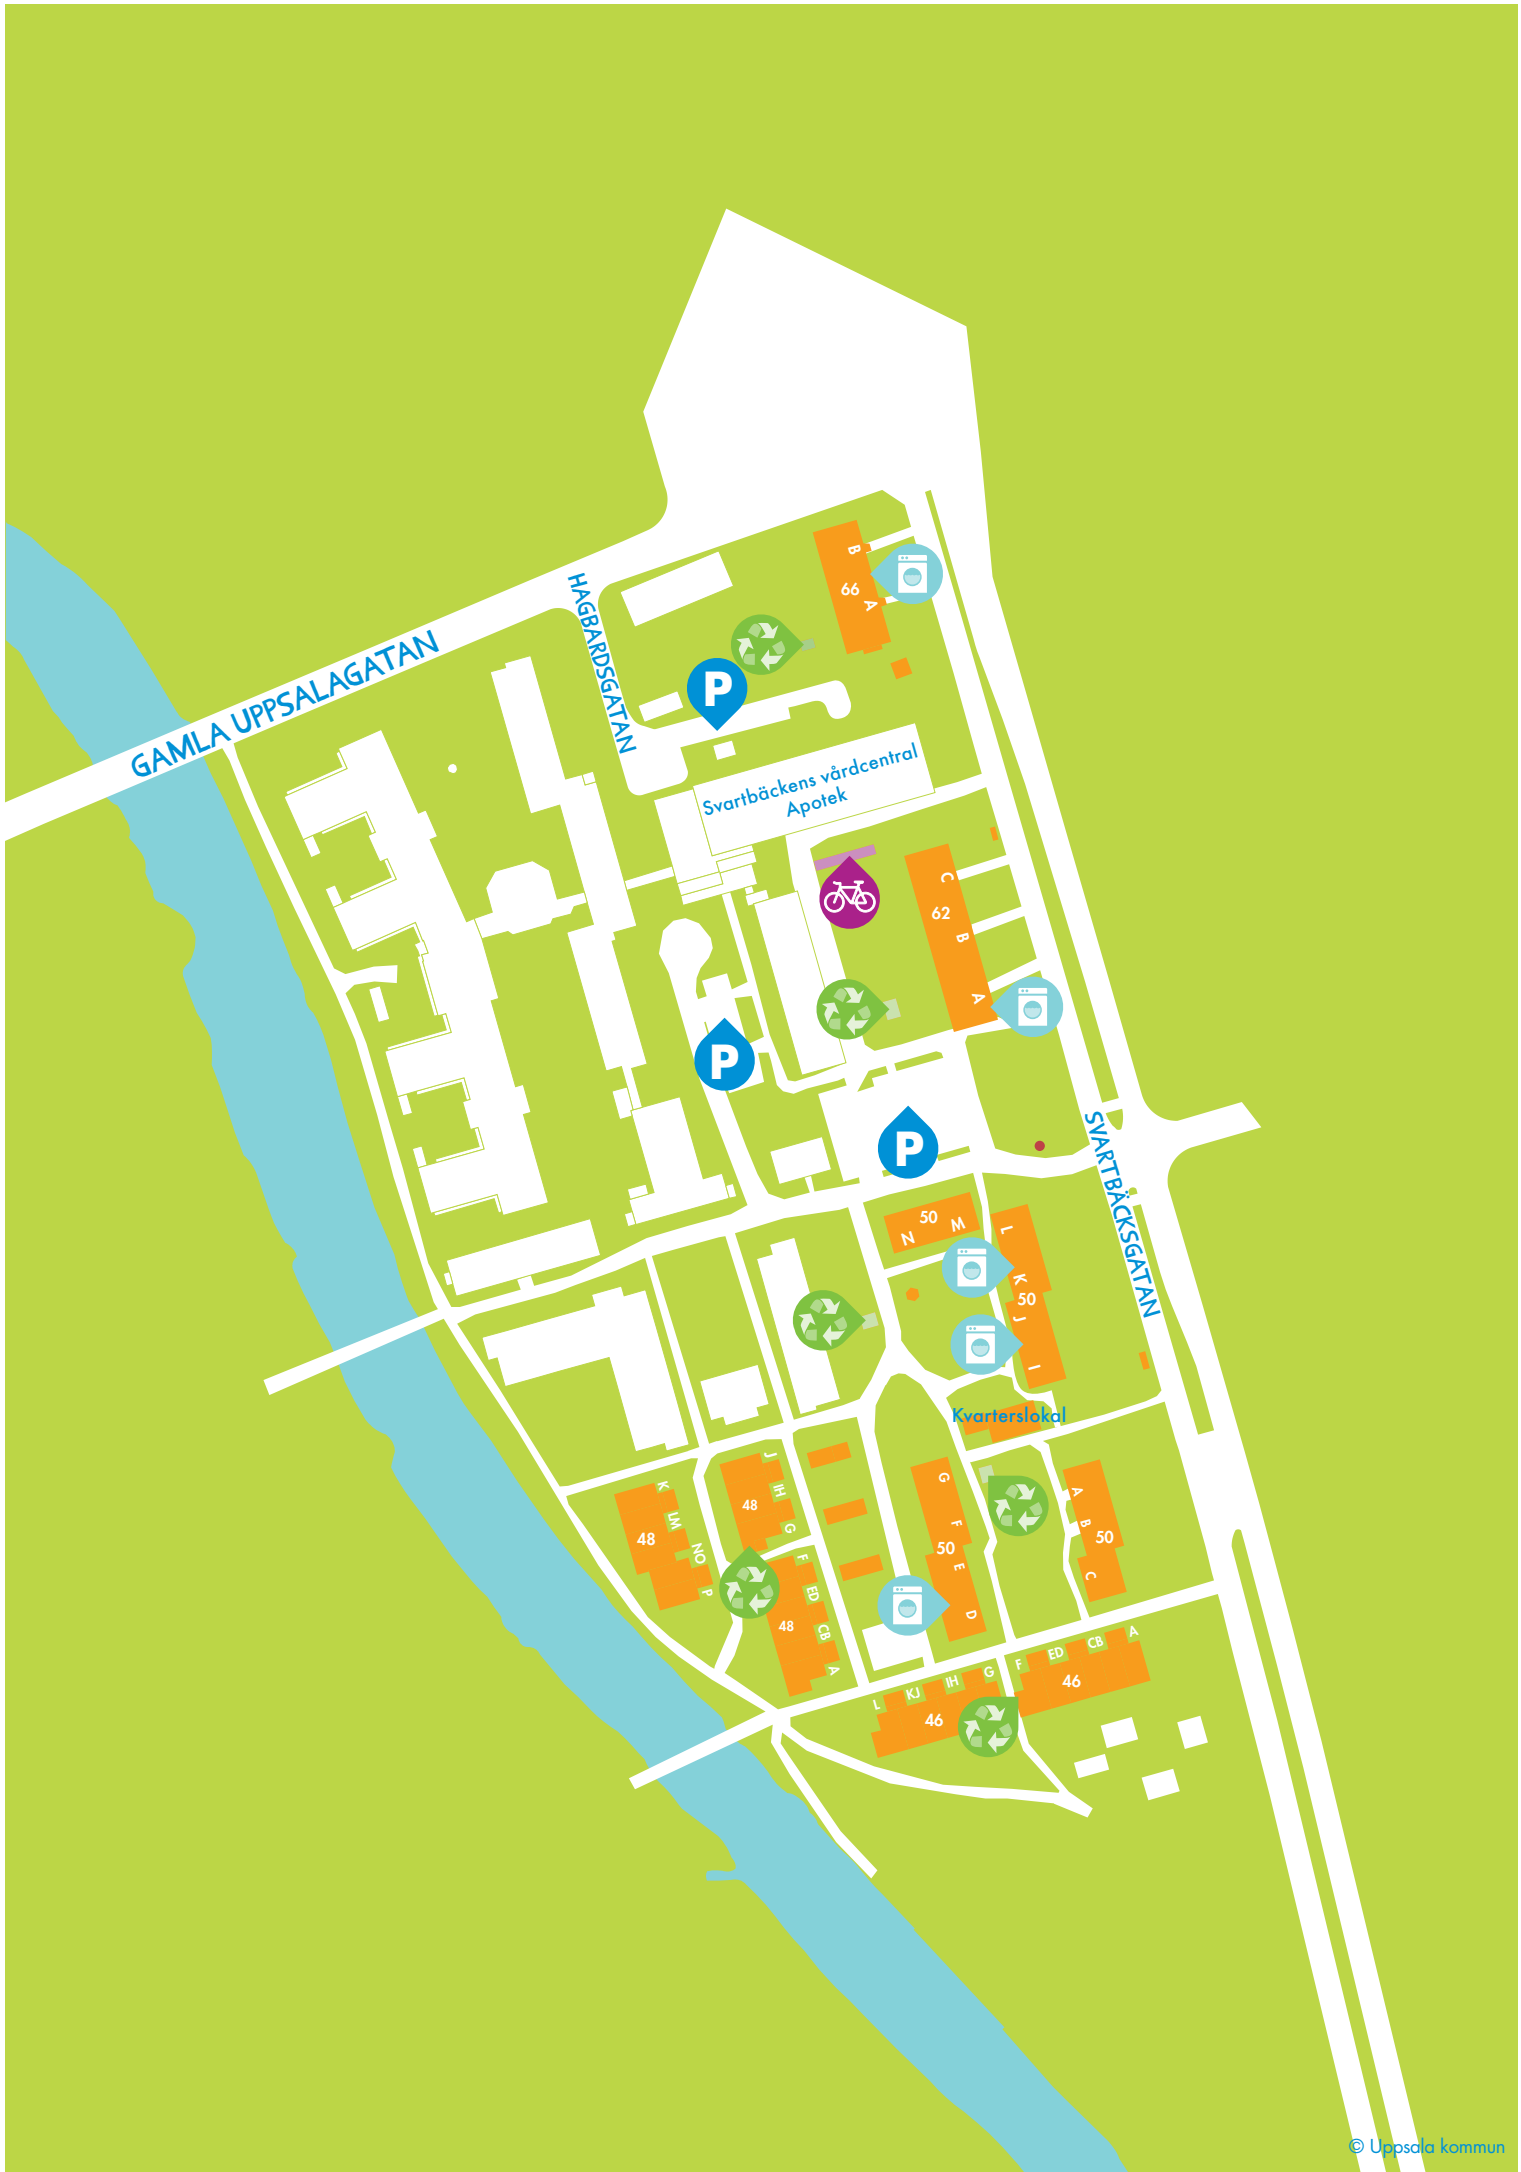 B
66
A
HAGBARDSGATAN
GAMLA UPPSALAGATAN
P
Svartbäckens vårdcentral
Apotek
C
62
B
A
P
P
SVARTBÄCKSGATAN
50
N
M
L
K
50
J
I
Kvarterslokal
J
IH
48
G
K
LM
48
NO
P
F
ED
48
CB
A
G
F
50
E
D
A
B
50
C
L
KJ
IH
G
46
F
ED
CB
A
46
© Uppsala kommun